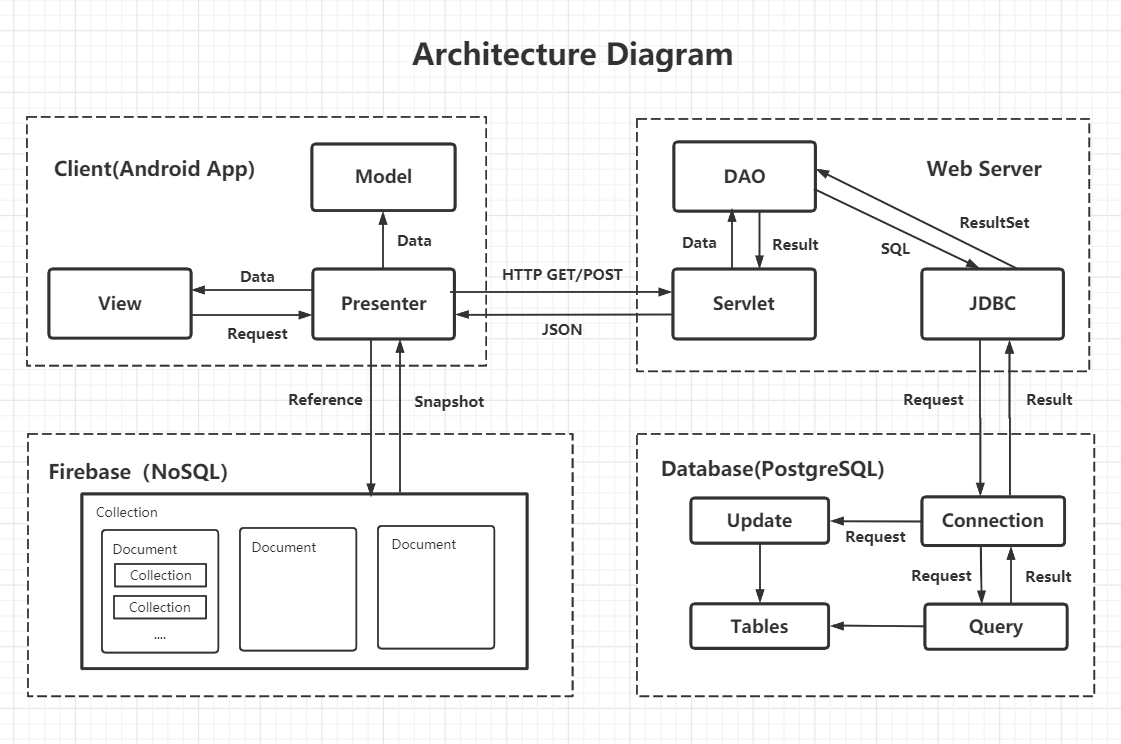 Architecture Diagram
Client(Android App)
Model
Data
View
Data
Request
Presenter
HTTP GET/POST
JSON
Web Server
DAO
ResultSet
SQL
Data
Result
Servlet
JDBC
Reference
Snapshot
Request
Result
Firebase（NoSQL）
Collection
Document
Collection
Collection
....
Document
Document
Database(PostgreSQL)
Update
Request
Connection
Request
Result
Tables
Query